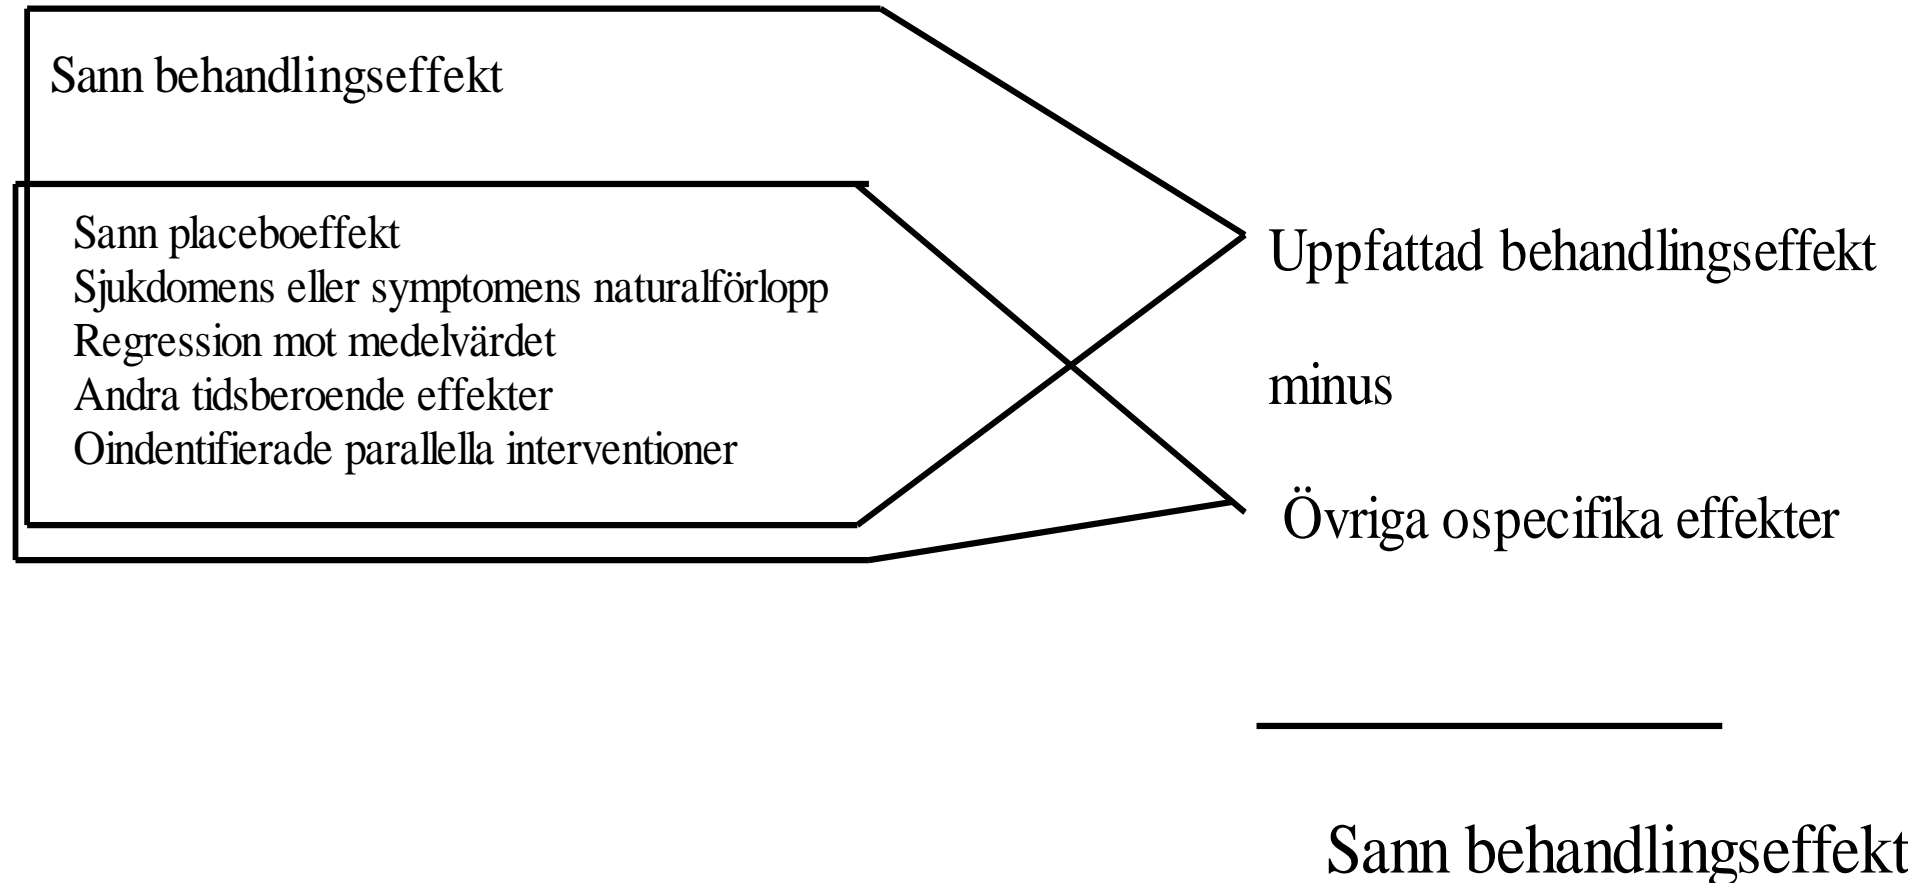 Sann behandlingseffekt
Sann placeboeffekt
Sjukdomens eller symptomens naturalförlopp
Regression mot medelvärdet
Andra tidsberoende effekter
Oindentifierade parallella interventioner
Uppfattad behandlingseffekt
minus
Övriga ospecifika effekter
Sann behandlingseffekt